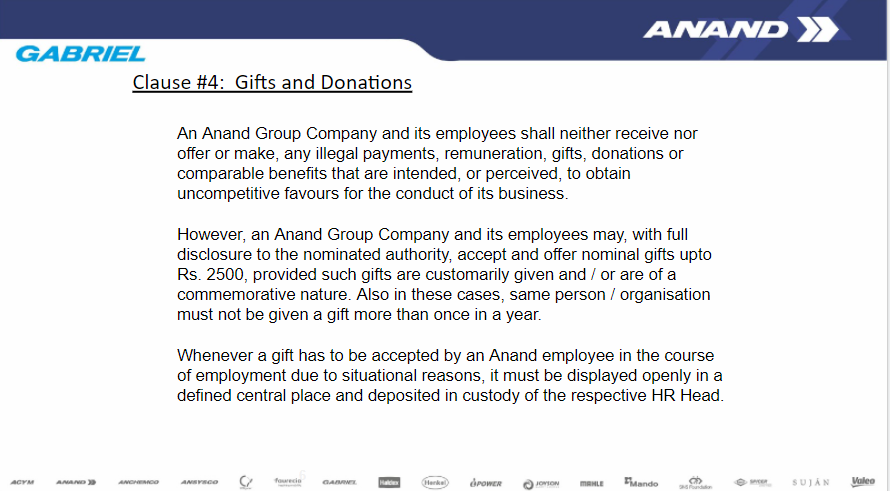 ANAND
GABRIEL
Clause #4:  Gifts and Donations
An Anand Group Company and its employees shall neither receive nor
offer or make, any illegal payments, remuneration, gifts, donations or
comparable benefits that are intended, or perceived, to obtain
uncompetitive favours for the conduct of its business.
However, an Anand Group Company and its employees may, with full
disclosure to the nominated authority, accept and offer nominal gifts upto
Rs. 2500, provided such gifts are customarily given and / or are of a
commemorative nature. Also in these cases, same person / organisation
must not be given a gift more than once in a year.
Whenever a gift has to be accepted by an Anand employee in the course
of employment due to situational reasons, it must be displayed openly in a
defined central place and deposited in custody of the respective HR Head.
ACYM ANAND ANCHEMCO ANSYSCO faurecia GABRIEL Haldex Henkel POWER JOYSON MAHLE Mando SNS Foundation SPICER SUJÁN Valeo